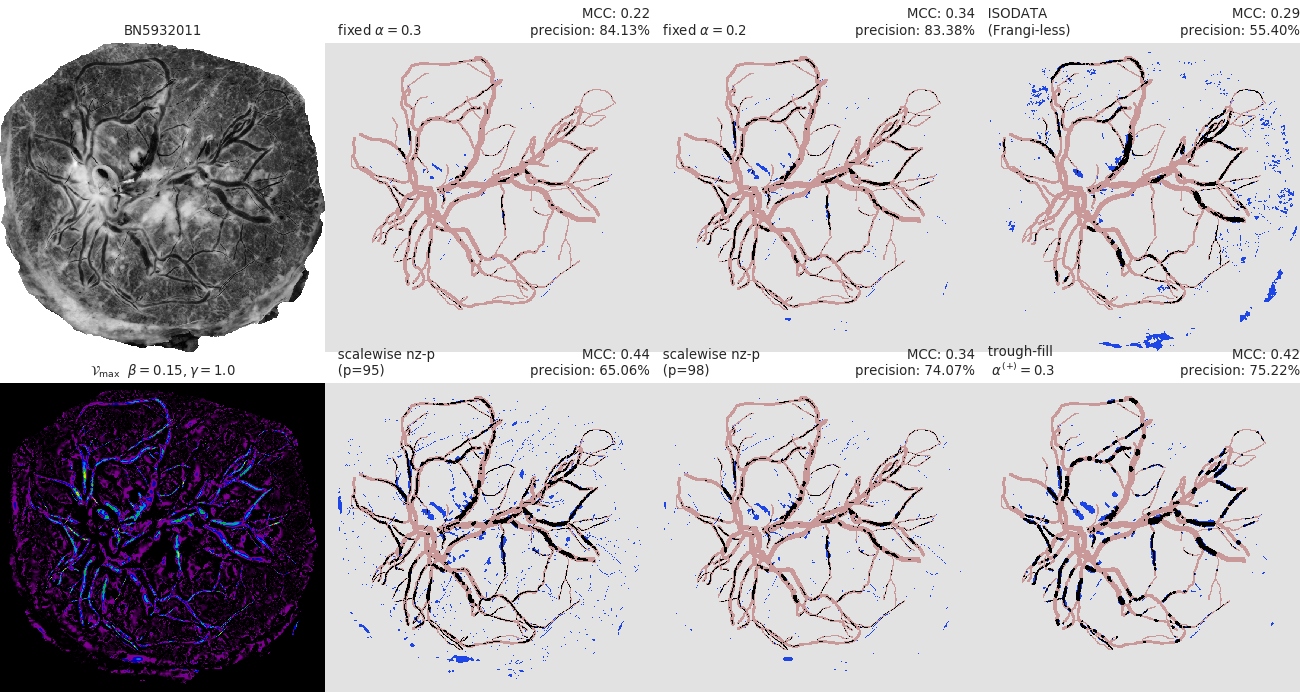 BN5932011
fixed α = 0.3
MCC: 0.22
precision: 84.13%
fixed α = 0.2
MCC: 0.34
precision: 83.38%
ISODATA
(Frangi-less)
MCC: 0.29
precision: 55.40%
𝒱max β = 0.15, γ = 1.0
scalewise nz-p
(p=95)
MCC: 0.44
precision: 65.06%
scalewise nz-p
(p=98)
MCC: 0.34
precision: 74.07%
trough-fill
α(+) = 0.3
MCC: 0.42
precision: 75.22%